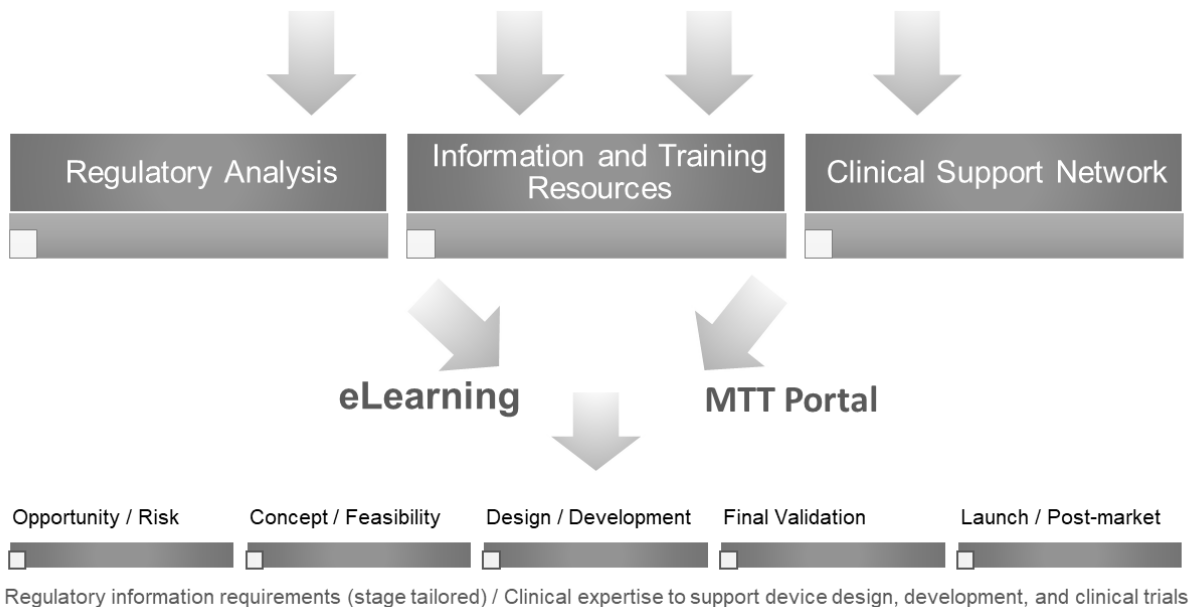 Regulatory Analysis
Information and Training
Resources
Clinical Support Network
eLearning
MTT Portal
Opportunity / Risk
Concept / Feasibility
Design / Development
Final Validation
Launch / Post-market
Regulatory information requirements (stage tailored) / Clinical expertise to support device design, development, and clinical trials